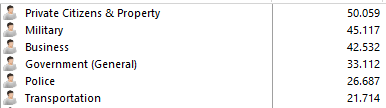 Private Citizens & Property 50.059
Military 45.117
Business 42.532
Government (General) 33.112
Police 26.687
Transportation 21.714